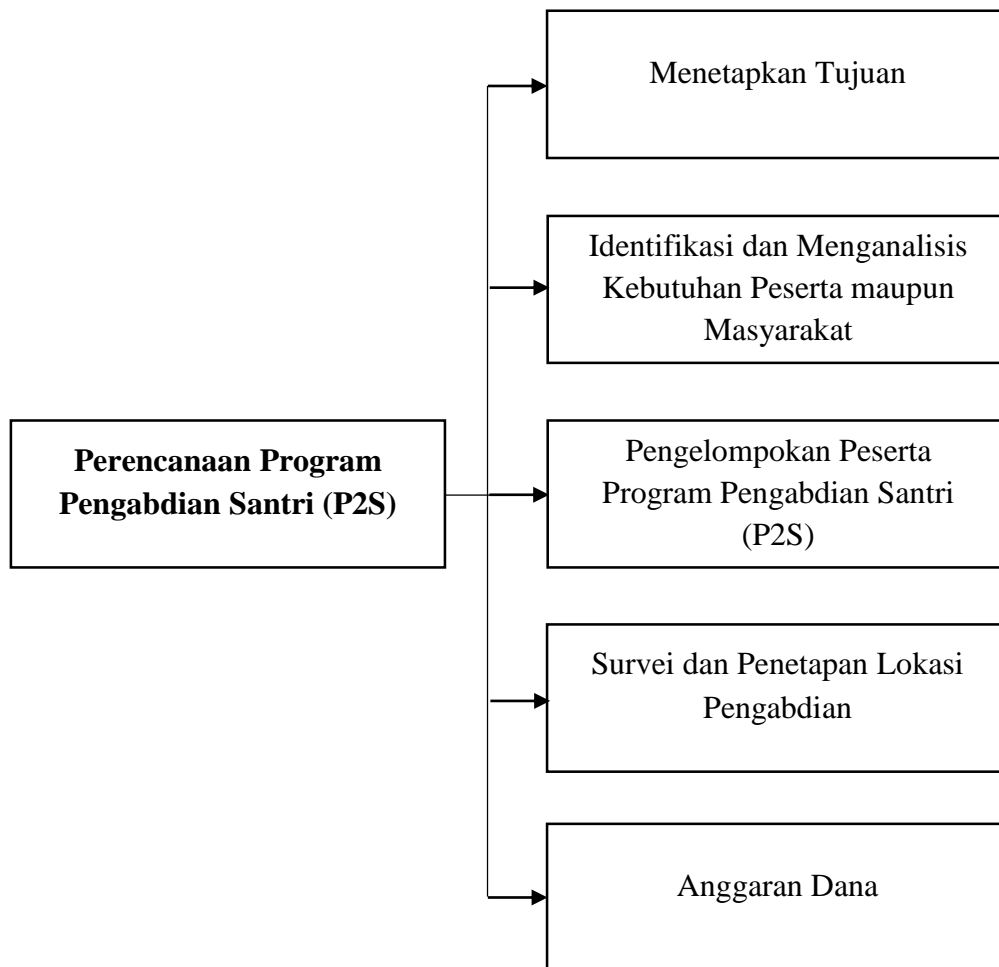 Menetapkan Tujuan
Identifikasi dan Menganalisis
Kebutuhan Peserta maupun
Masyarakat
Perencanaan Program
Pengabdian Santri (P2S)
Pengelompokan Peserta
Program Pengabdian Santri
(P2S)
Survei dan Penetapan Lokasi
Pengabdian
Anggaran Dana